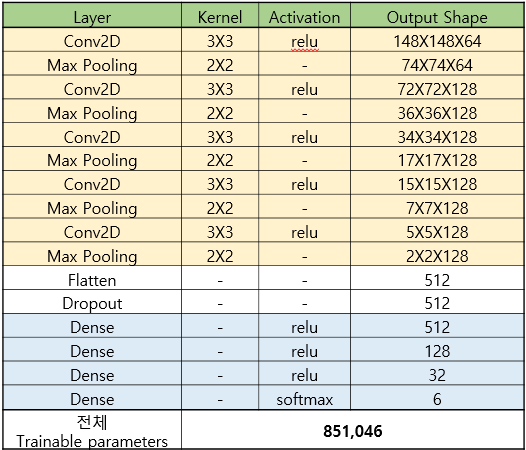 Layer Kernel Activation Output Shape
Conv2D 3X3 relu 148X148X64
Max Pooling 2X2 - 74X74X64
Conv2D 3X3 relu 72X72X128
Max Pooling 2X2 - 36X36X128
Conv2D 3X3 relu 34X34X128
Max Pooling 2X2 - 17X17X128
Conv2D 3X3 relu 15X15X128
Max Pooling 2X2 - 7X7X128
Conv2D 3X3 relu 5X5X128
Max Pooling 2X2 - 2X2X128
Flatten - - 512
Dropout - - 512
Dense - relu 512
Dense - relu 128
Dense - relu 32
Dense - softmax 6
전체
Trainable parameters 851,046